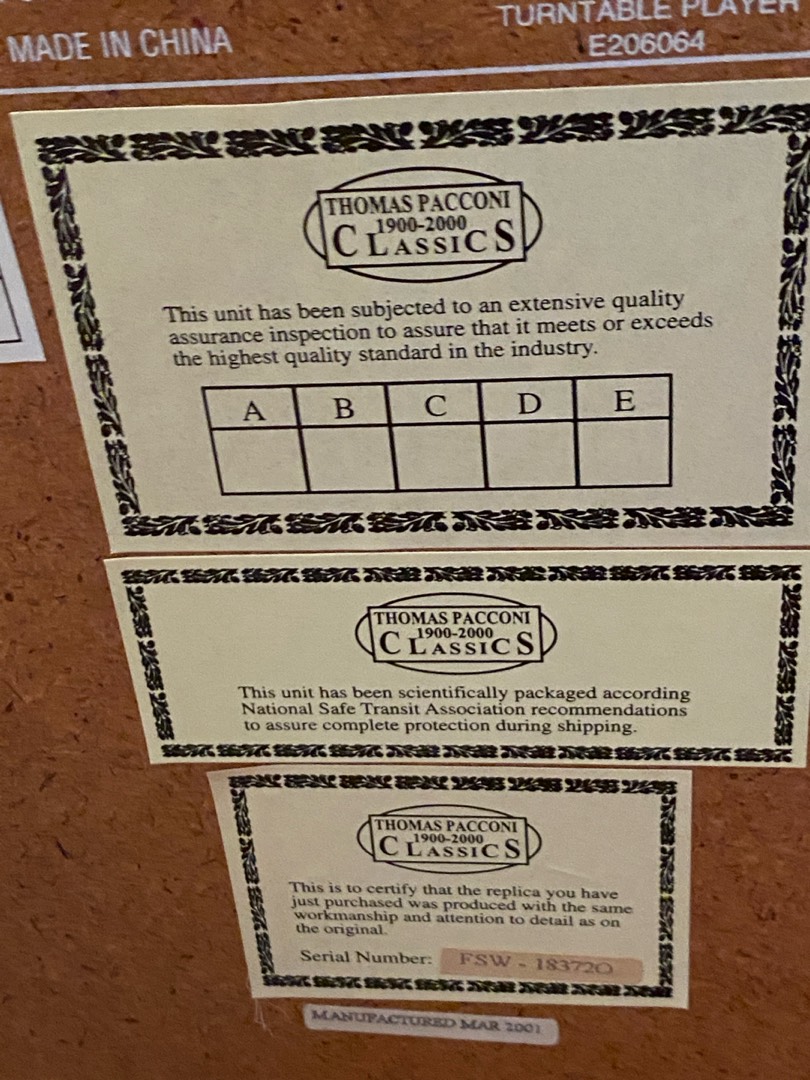 TURNTABLE PLAYER
MADE IN CHINA
E206064
THOMAS PACCONI
1900-2000
CLASSICS
This unit has been subjected to an extensive quality
assurance inspection to assure that it meets or exceeds
the highest quality standard in the industry.
A B C D E
THOMAS PACCONI
1900-2000
CLASSICS
This unit has been scientifically packaged according
National Safe Transit Association recommendations
to assure complete protection during shipping.
THOMAS PACCONI
1900-2000
CLASSICS
This is to certify that the replica you have
just purchased was produced with the same
workmanship and attention to detail as on
the original.
Serial Number: FSW - 183720
MANUFACTURED MAR 2001